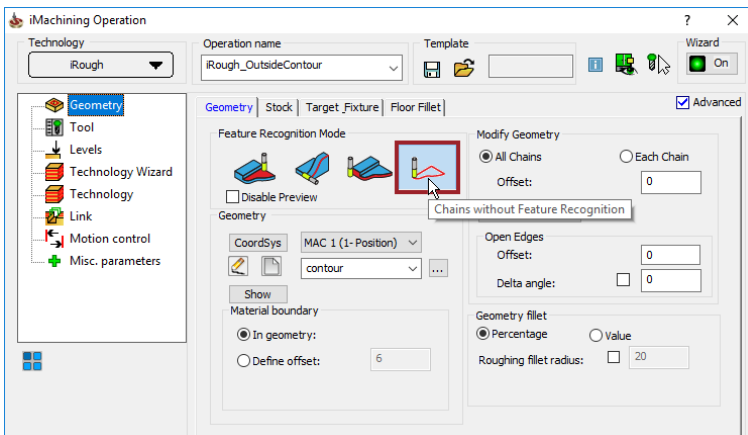 iMachining Operation ? X
Technology
iRough
Operation name
iRough_OutsideContour
Template
Wizard
On
Geometry
Tool
Levels
Technology Wizard
Technology
Link
Motion control
Misc. parameters
Geometry Stock Target_Fixture Floor Fillet
Advanced
Feature Recognition Mode
Disable Preview
Chains without Feature Recognition
Geometry
CoordSys MAC 1 (1- Position)
contour ...
Show
Material boundary
In geometry:
Define offset: 6
Modify Geometry
All Chains Each Chain
Offset: 0
Open Edges
Offset: 0
Delta angle: 0
Geometry fillet
Percentage Value
Roughing fillet radius: 20